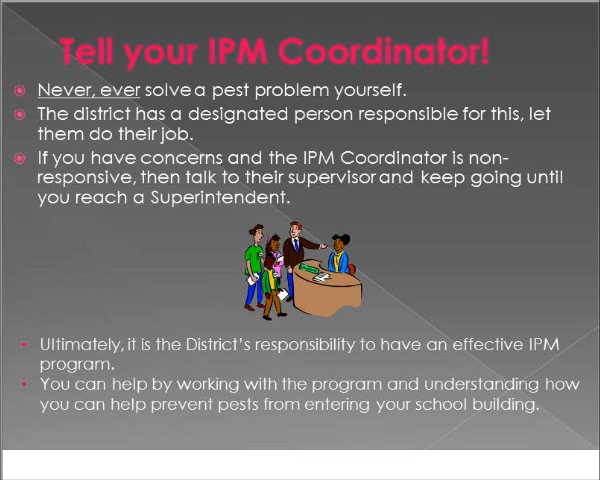 Tell your IPM Coordinator!
Never, ever solve a pest problem yourself.
The district has a designated person responsible for this, let
them do their job.
If you have concerns and the IPM Coordinator is non-
responsive, then talk to their supervisor and keep going until
you reach a Superintendent.
Ultimately, it is the District's responsibility to have an effective IPM
program.
You can help by working with the program and understanding how
you can help prevent pests from entering your school building.